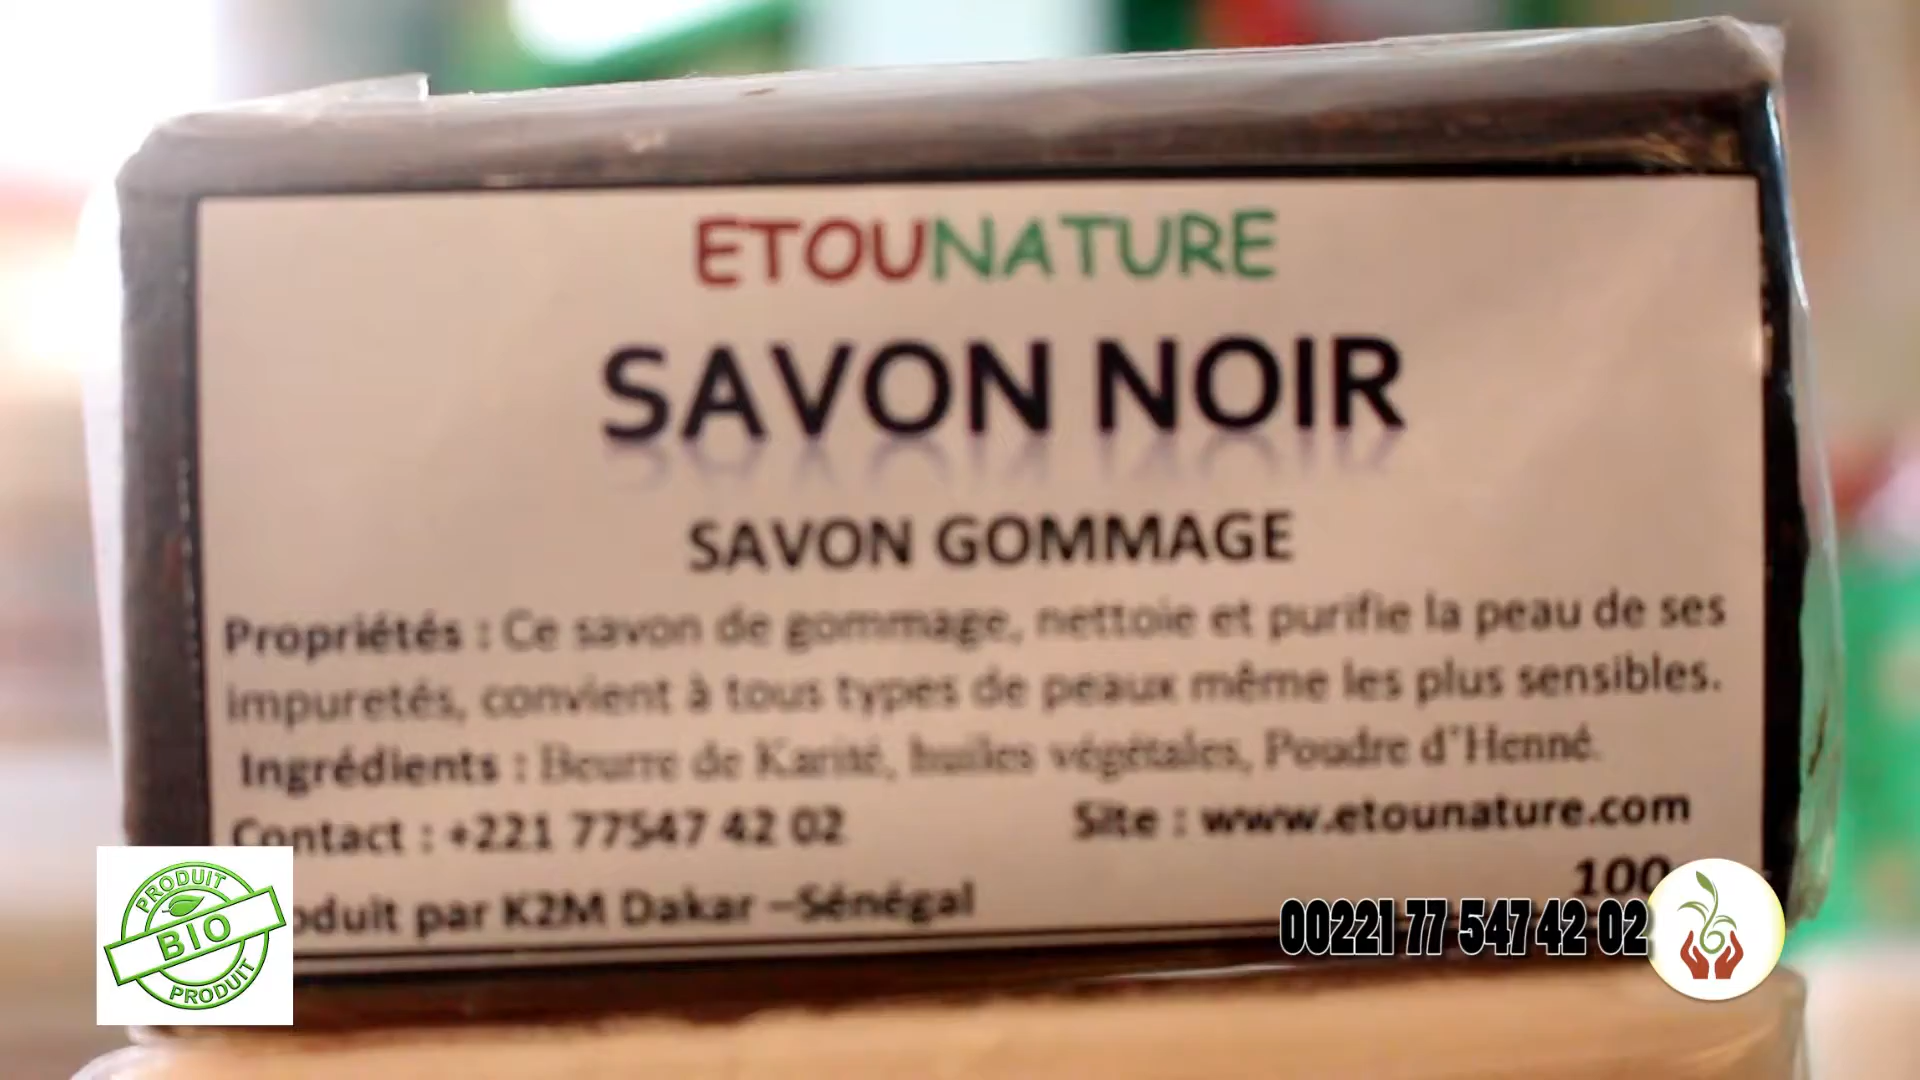 ETOUNATURE
SAVON NOIR
SAVON GOMMAGE
Propriétés : Ce savon de gommage, nettoie et purifie la peau de ses
impuretés, convient à tous types de peaux même les plus sensibles.
Ingrédients : Beurre de Karité, huiles végétales, Poudre d'Henné.
Contact : +221 77547 42 02 Site : www.etounature.com
100
oduit par K2M Dakar –Sénégal
00221 77 547 42 02
PRODUIT
BIO
PRODUIT